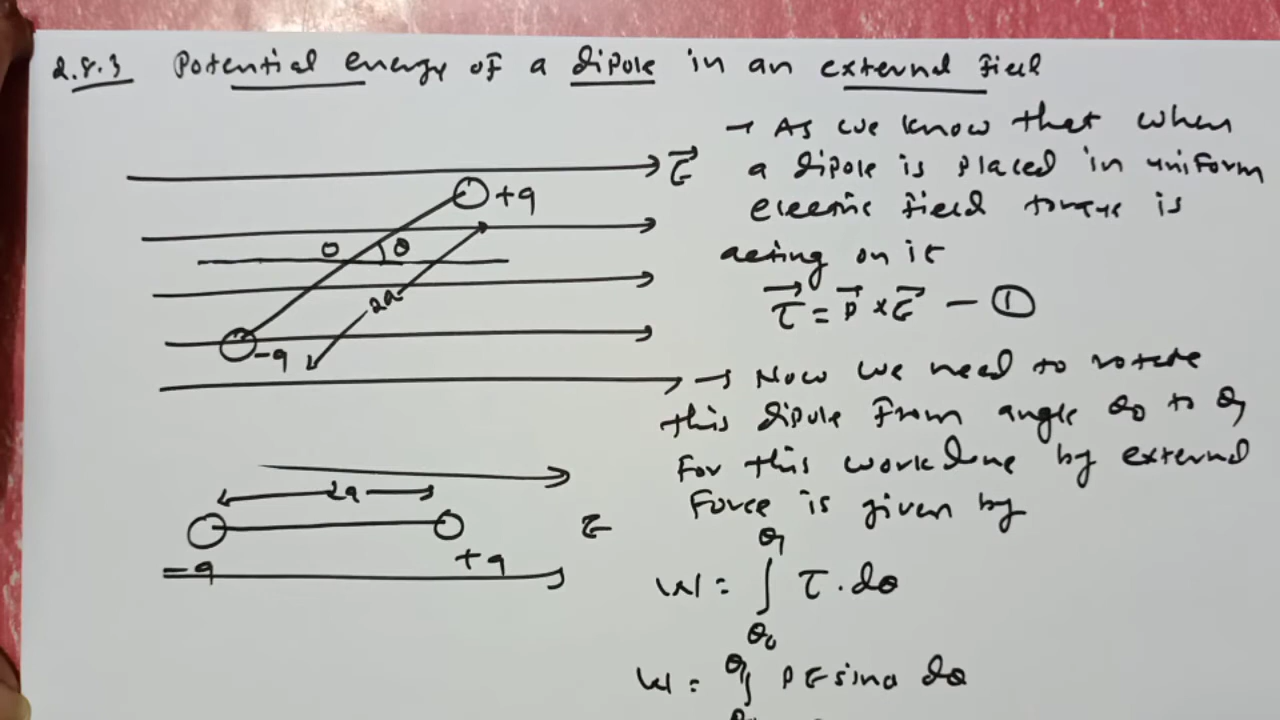 2.8.3 Potential energy of a dipole in an external field
→ As we know that when
a dipole is placed in uniform
electric field torque is
acting on it
τ⃗ = p⃗ × E⃗ — ①
→ Now we need to rotate
this dipole from angle θ₀ to θ₁
for this work done by external
force is given by
W = ∫ τ . dθ
θ₁
θ₀
W = ∫ PE sinθ dθ
θ₁
E⃗
+q
θ
O
2a
-q
2a
E
-q
+q